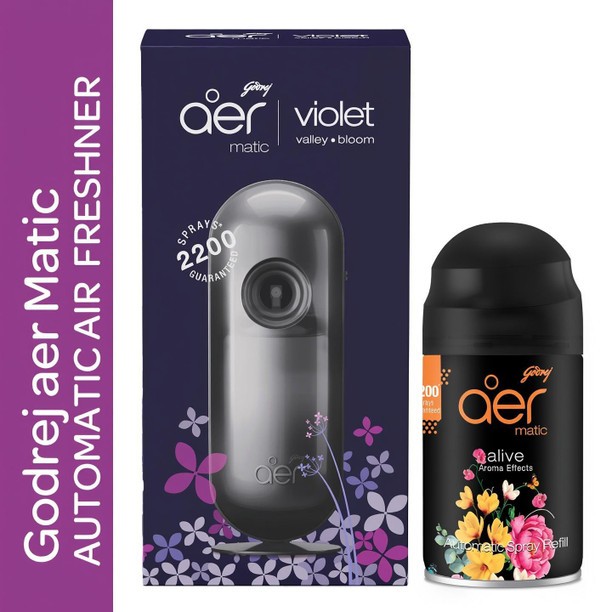 Godrej aer Matic
AUTOMATIC AIR FRESHNER
Godrej
aer
matic
violet
valley • bloom
SPRAYS*
2200
GUARANTEED
aer
Godrej
aer
matic
alive
Aroma Effects
Automatic Spray Refill